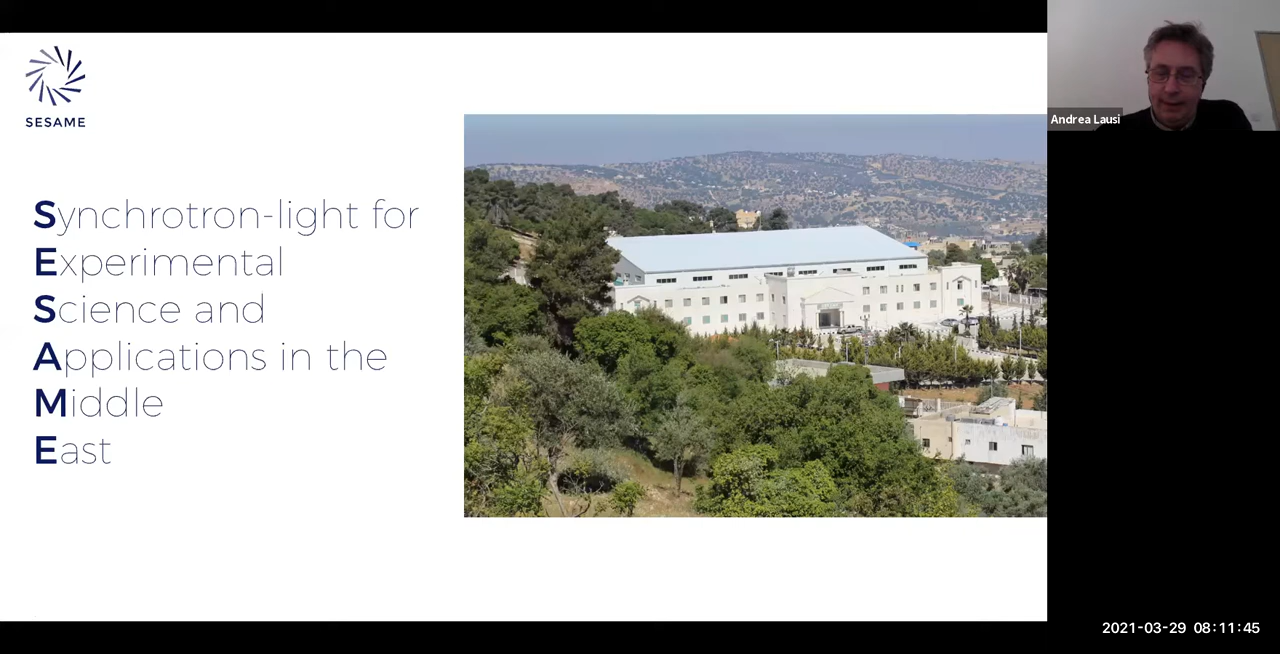 SESAME
Synchrotron-light for
Experimental
Science and
Applications in the
Middle
East
Andrea Lausi
2021-03-29 08:11:45